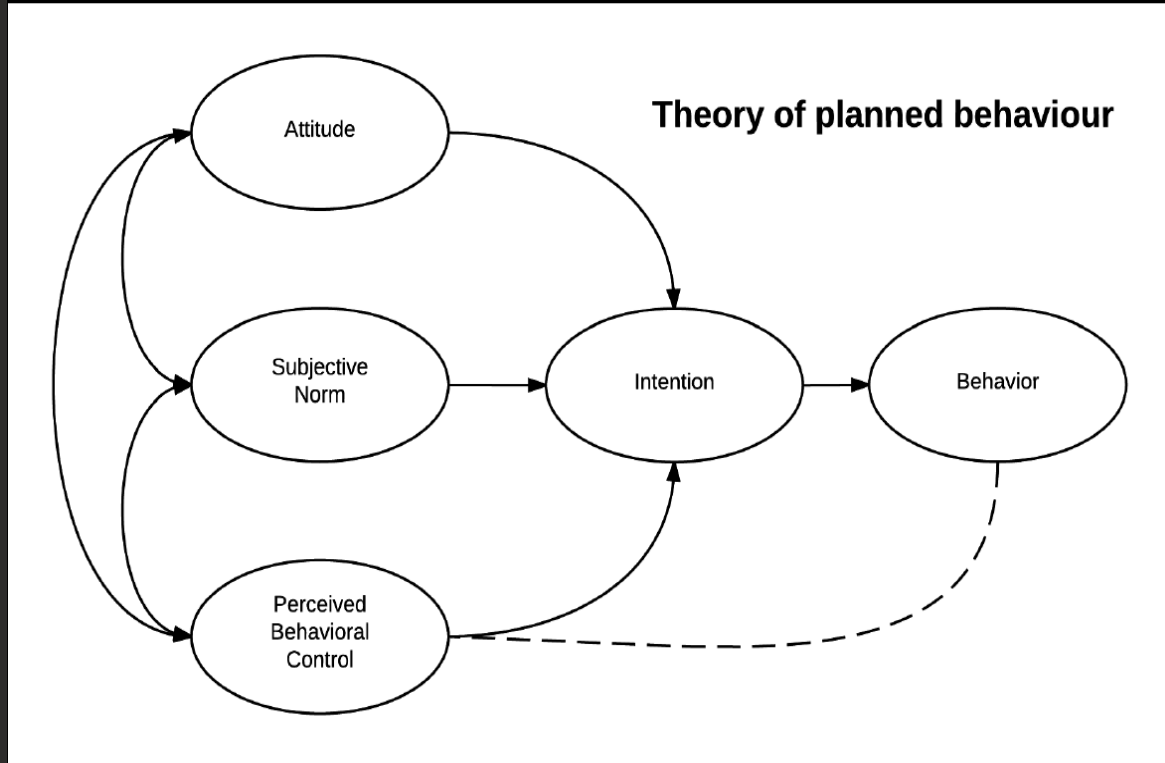 Theory of planned behaviour
Attitude
Subjective
Norm
Intention
Behavior
Perceived
Behavioral
Control